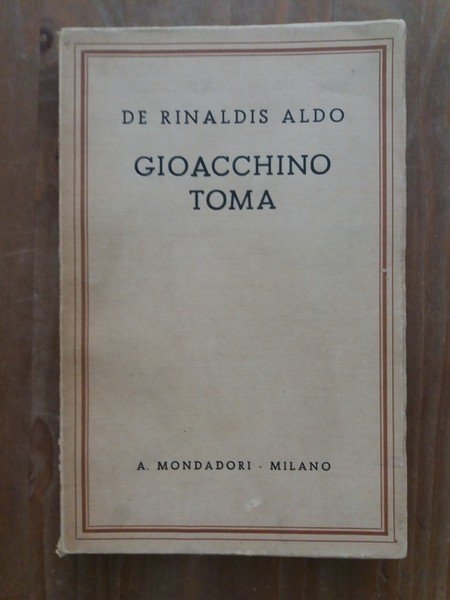 DE RINALDIS ALDO
GIOACCHINO
TOMA
A. MONDADORI - MILANO